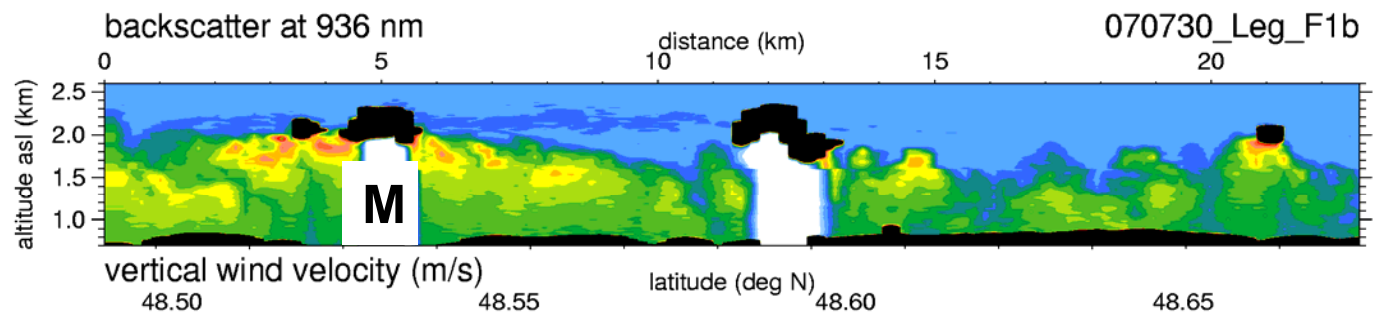 backscatter at 936 nm
distance (km)
070730_Leg_F1b
0 5 10 15 20
altitude asl (km)
2.5
2.0
1.5
1.0
M
vertical wind velocity (m/s)
latitude (deg N)
48.50 48.55 48.60 48.65